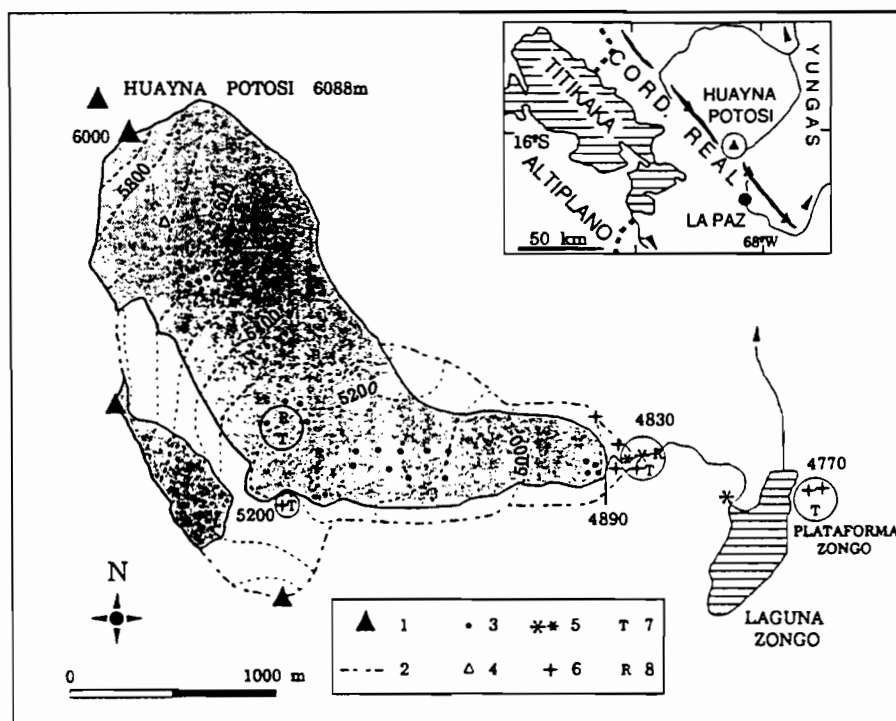 HUAYNA POTOSI 6088m
6000
5800
5600
5400
5200
R
T
5200
T
5000
4890
4830
R
T
4770
T
PLATAFORMA
ZONGO
LAGUNA
ZONGO
N
0 1000 m
1
2
3
4
5
6
T 7
R 8
CORD. REAL
TITIKAKA
ALTIPLANO
YUNGAS
HUAYNA
POTOSI
16°S
LA PAZ
68°W
50 km